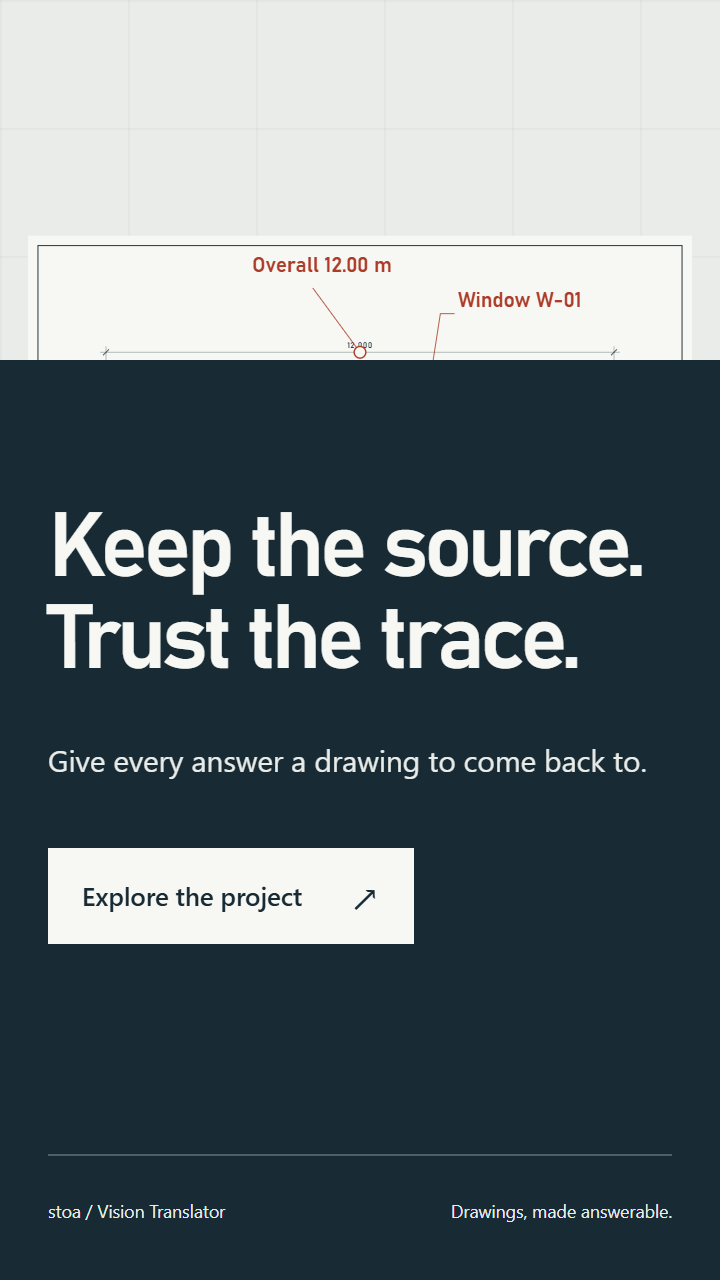 Overall 12.00 m
Window W-01
12.000
Keep the source.
Trust the trace.
Give every answer a drawing to come back to.
Explore the project ↗
stoa / Vision Translator
Drawings, made answerable.